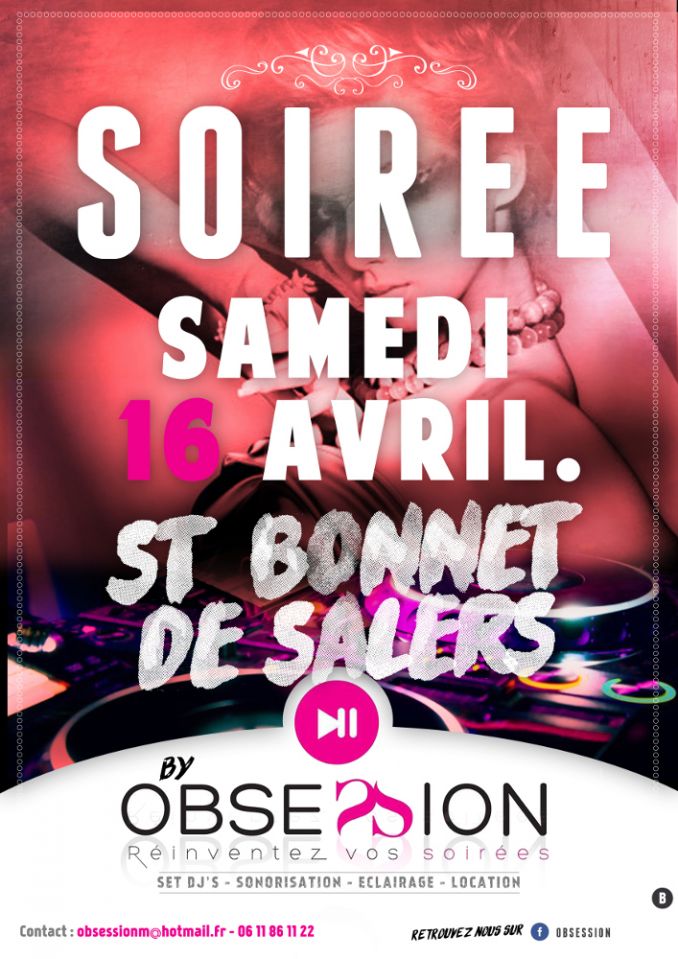 SOIREE
SAMEDI
16 AVRIL.
ST BONNET
DE SALERS
BY
OBSESSION
Réinventez vos soirées
SET DJ'S - SONORISATION - ECLAIRAGE - LOCATION
B
Contact : obsessionm@hotmail.fr - 06 11 86 11 22
RETROUVEZ NOUS SUR f OBSESSION